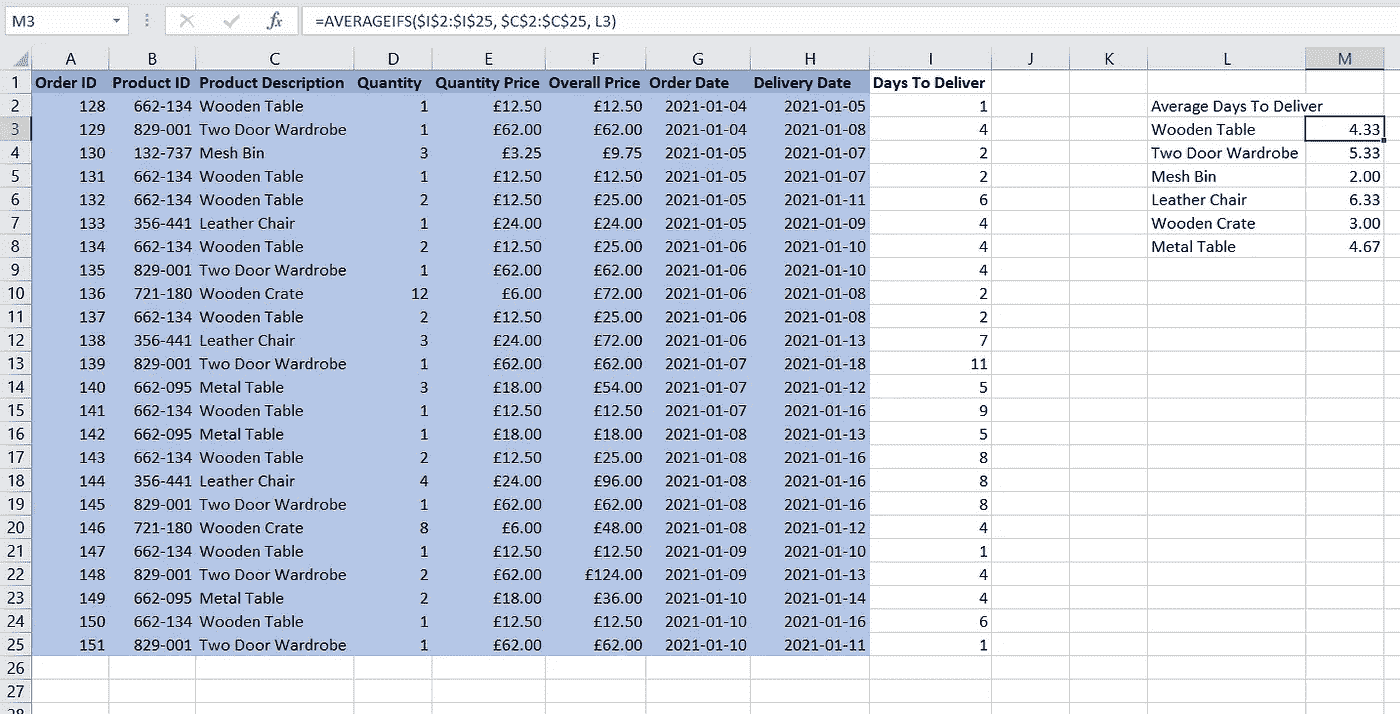 M3 fx =AVERAGEIFS($I$2:$I$25, $C$2:$C$25, L3)
A B C D E F G H I J K L M
1 Order ID Product ID Product Description Quantity Quantity Price Overall Price Order Date Delivery Date Days To Deliver
2 128 662-134 Wooden Table 1 £12.50 £12.50 2021-01-04 2021-01-05 1 Average Days To Deliver
3 129 829-001 Two Door Wardrobe 1 £62.00 £62.00 2021-01-04 2021-01-08 4 Wooden Table 4.33
4 130 132-737 Mesh Bin 3 £3.25 £9.75 2021-01-05 2021-01-07 2 Two Door Wardrobe 5.33
5 131 662-134 Wooden Table 1 £12.50 £12.50 2021-01-05 2021-01-07 2 Mesh Bin 2.00
6 132 662-134 Wooden Table 2 £12.50 £25.00 2021-01-05 2021-01-11 6 Leather Chair 6.33
7 133 356-441 Leather Chair 1 £24.00 £24.00 2021-01-05 2021-01-09 4 Wooden Crate 3.00
8 134 662-134 Wooden Table 2 £12.50 £25.00 2021-01-06 2021-01-10 4 Metal Table 4.67
9 135 829-001 Two Door Wardrobe 1 £62.00 £62.00 2021-01-06 2021-01-10 4
10 136 721-180 Wooden Crate 12 £6.00 £72.00 2021-01-06 2021-01-08 2
11 137 662-134 Wooden Table 2 £12.50 £25.00 2021-01-06 2021-01-08 2
12 138 356-441 Leather Chair 3 £24.00 £72.00 2021-01-06 2021-01-13 7
13 139 829-001 Two Door Wardrobe 1 £62.00 £62.00 2021-01-07 2021-01-18 11
14 140 662-095 Metal Table 3 £18.00 £54.00 2021-01-07 2021-01-12 5
15 141 662-134 Wooden Table 1 £12.50 £12.50 2021-01-07 2021-01-16 9
16 142 662-095 Metal Table 1 £18.00 £18.00 2021-01-08 2021-01-13 5
17 143 662-134 Wooden Table 2 £12.50 £25.00 2021-01-08 2021-01-16 8
18 144 356-441 Leather Chair 4 £24.00 £96.00 2021-01-08 2021-01-16 8
19 145 829-001 Two Door Wardrobe 1 £62.00 £62.00 2021-01-08 2021-01-16 8
20 146 721-180 Wooden Crate 8 £6.00 £48.00 2021-01-08 2021-01-12 4
21 147 662-134 Wooden Table 1 £12.50 £12.50 2021-01-09 2021-01-10 1
22 148 829-001 Two Door Wardrobe 2 £62.00 £124.00 2021-01-09 2021-01-13 4
23 149 662-095 Metal Table 2 £18.00 £36.00 2021-01-10 2021-01-14 4
24 150 662-134 Wooden Table 1 £12.50 £12.50 2021-01-10 2021-01-16 6
25 151 829-001 Two Door Wardrobe 1 £62.00 £62.00 2021-01-10 2021-01-11 1
26
27
28